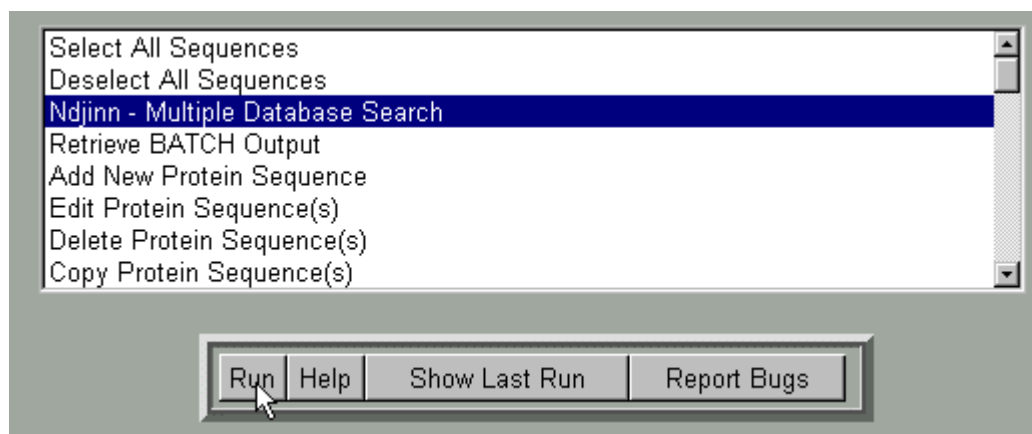 Select All Sequences
Deselect All Sequences
Ndjinn - Multiple Database Search
Retrieve BATCH Output
Add New Protein Sequence
Edit Protein Sequence(s)
Delete Protein Sequence(s)
Copy Protein Sequence(s)
Run Help Show Last Run Report Bugs